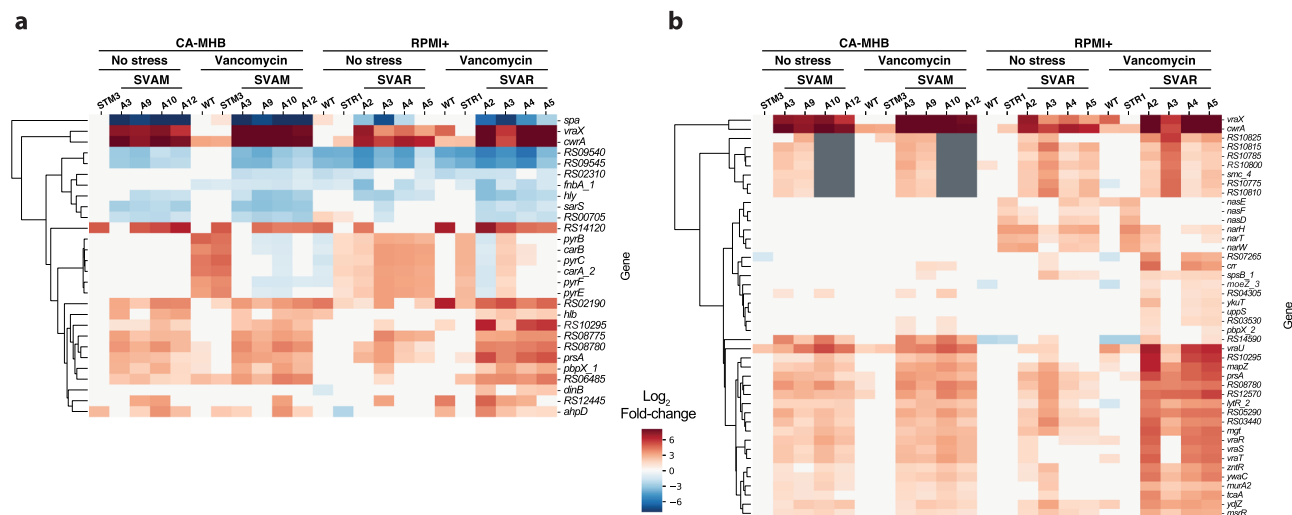 a
CA-MHB RPMI+
No stress Vancomycin No stress Vancomycin
SVAM SVAM SVAR SVAR
STM3 A3 A9 A10 A12 WT STM3 A3 A9 A10 A12 WT STR1 A2 A3 A4 A5 WT STR1 A2 A3 A4 A5
spa
vraX
cwrA
RS09540
RS09545
RS02310
fnbA_1
hly
sarS
RS00705
RS14120
pyrB
carB
pyrC
carA_2
pyrF
pyrE
RS02190
hlb
RS10295
RS08775
RS08780
prsA
pbpX_1
RS06485
dinB
RS12445
ahpD
Gene
Log2
Fold-change
6
3
0
−3
−6
b
CA-MHB RPMI+
No stress Vancomycin No stress Vancomycin
SVAM SVAM SVAR SVAR
STM3 A3 A9 A10 A12 WT STM3 A3 A9 A10 A12 WT STR1 A2 A3 A4 A5 WT STR1 A2 A3 A4 A5
vraX
cwrA
RS10825
RS10815
RS10785
RS10800
smc_4
RS10775
RS10810
nasE
nasF
nasD
narH
narT
narW
RS07265
crr
spsB_1
moeZ_3
RS04305
ykuT
uppS
RS03530
pbpX_2
RS14590
vraU
RS10295
mapZ
prsA
RS08780
RS12570
lytR_2
RS05290
RS03440
mgt
vraR
vraS
vraT
zntR
ywaC
murA2
tcaA
ydjZ
msrR
Gene